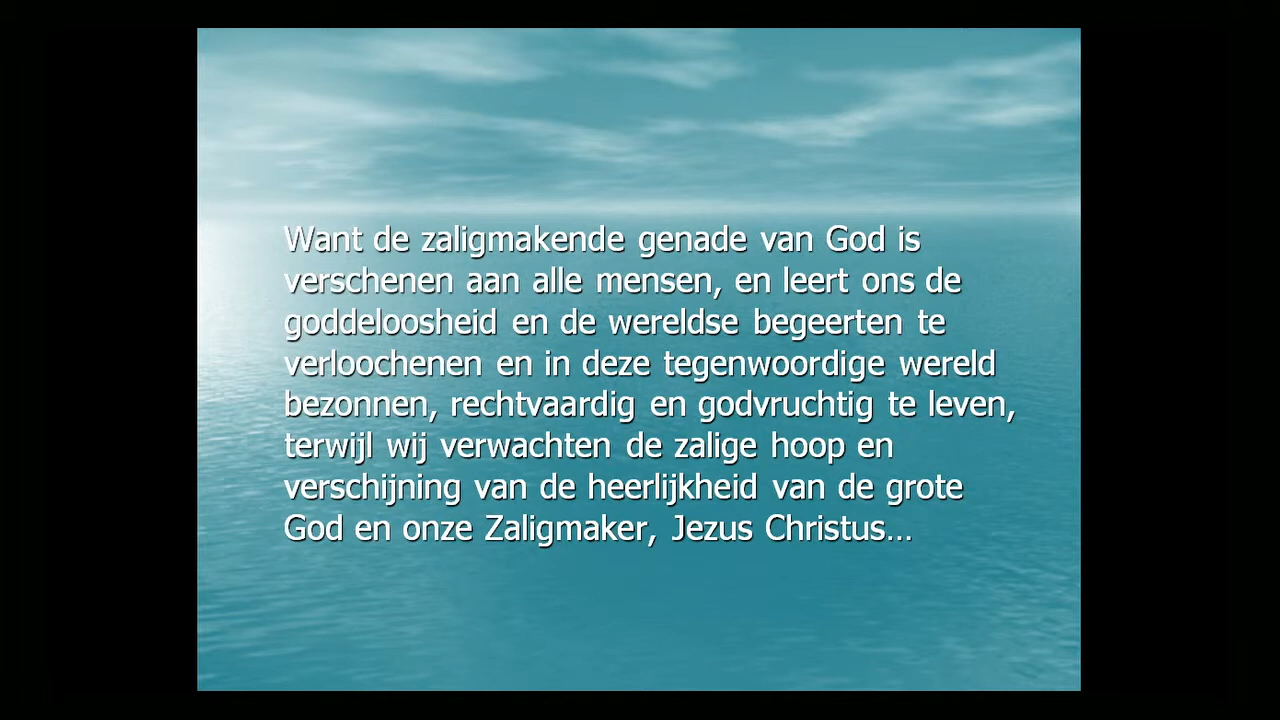 Want de zaligmakende genade van God is
verschenen aan alle mensen, en leert ons de
goddeloosheid en de wereldse begeerten te
verloochenen en in deze tegenwoordige wereld
bezonnen, rechtvaardig en godvruchtig te leven,
terwijl wij verwachten de zalige hoop en
verschijning van de heerlijkheid van de grote
God en onze Zaligmaker, Jezus Christus…